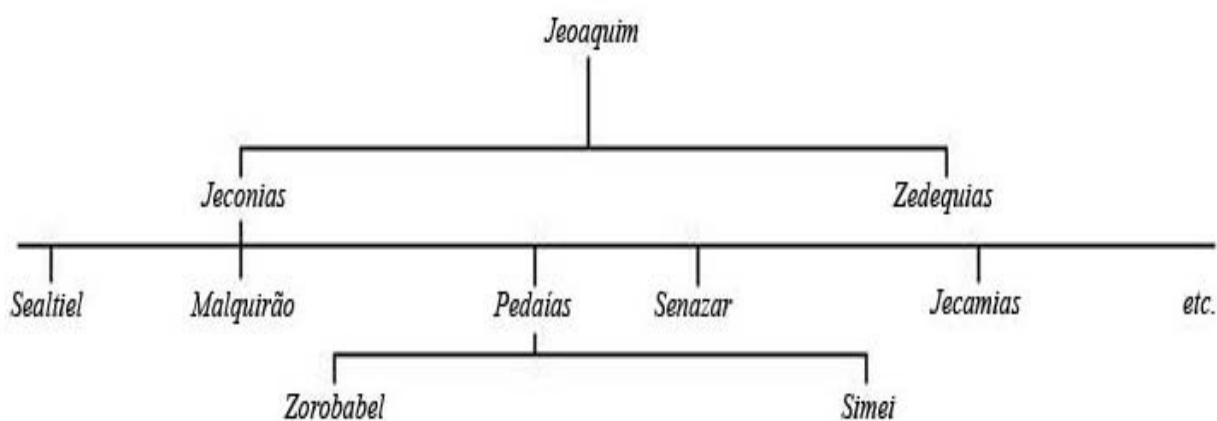 Jeoaquim
Jeconias Zedequias
Sealtiel Malquirão Pedaías Senazar Jecamias etc.
Zorobabel Simei